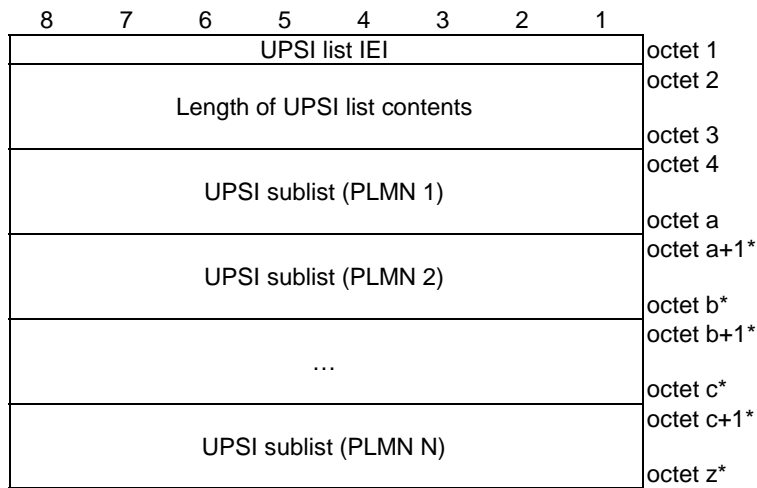 8 7 6 5 4 3 2 1
UPSI list IEI octet 1
octet 2
Length of UPSI list contents
octet 3
octet 4
UPSI sublist (PLMN 1)
octet a
octet a+1*
UPSI sublist (PLMN 2)
octet b*
octet b+1*
…
octet c*
octet c+1*
UPSI sublist (PLMN N)
octet z*